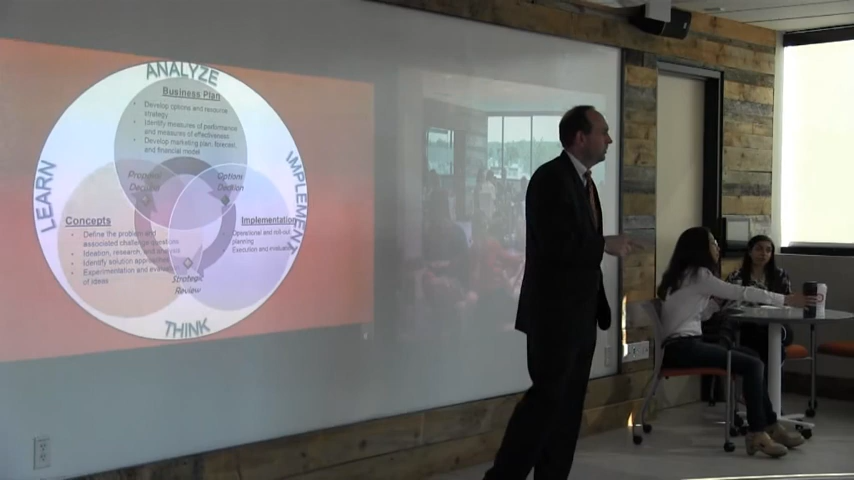 ANALYZE
Business Plan
Develop options and resource
strategy
Identify measures of performance
and measures of effectiveness
Develop marketing plan, forecast,
and financial model
LEARN
IMPLEMENT
Proposal
Decision
Options
Decision
Concepts
Define the problem and
associated challenge questions
Ideation, research, and analysis
Identify solution approaches
Experimentation and evaluation
of ideas
Implementation
Operational and roll-out
planning
Execution and evaluation
Strategic
Review
THINK